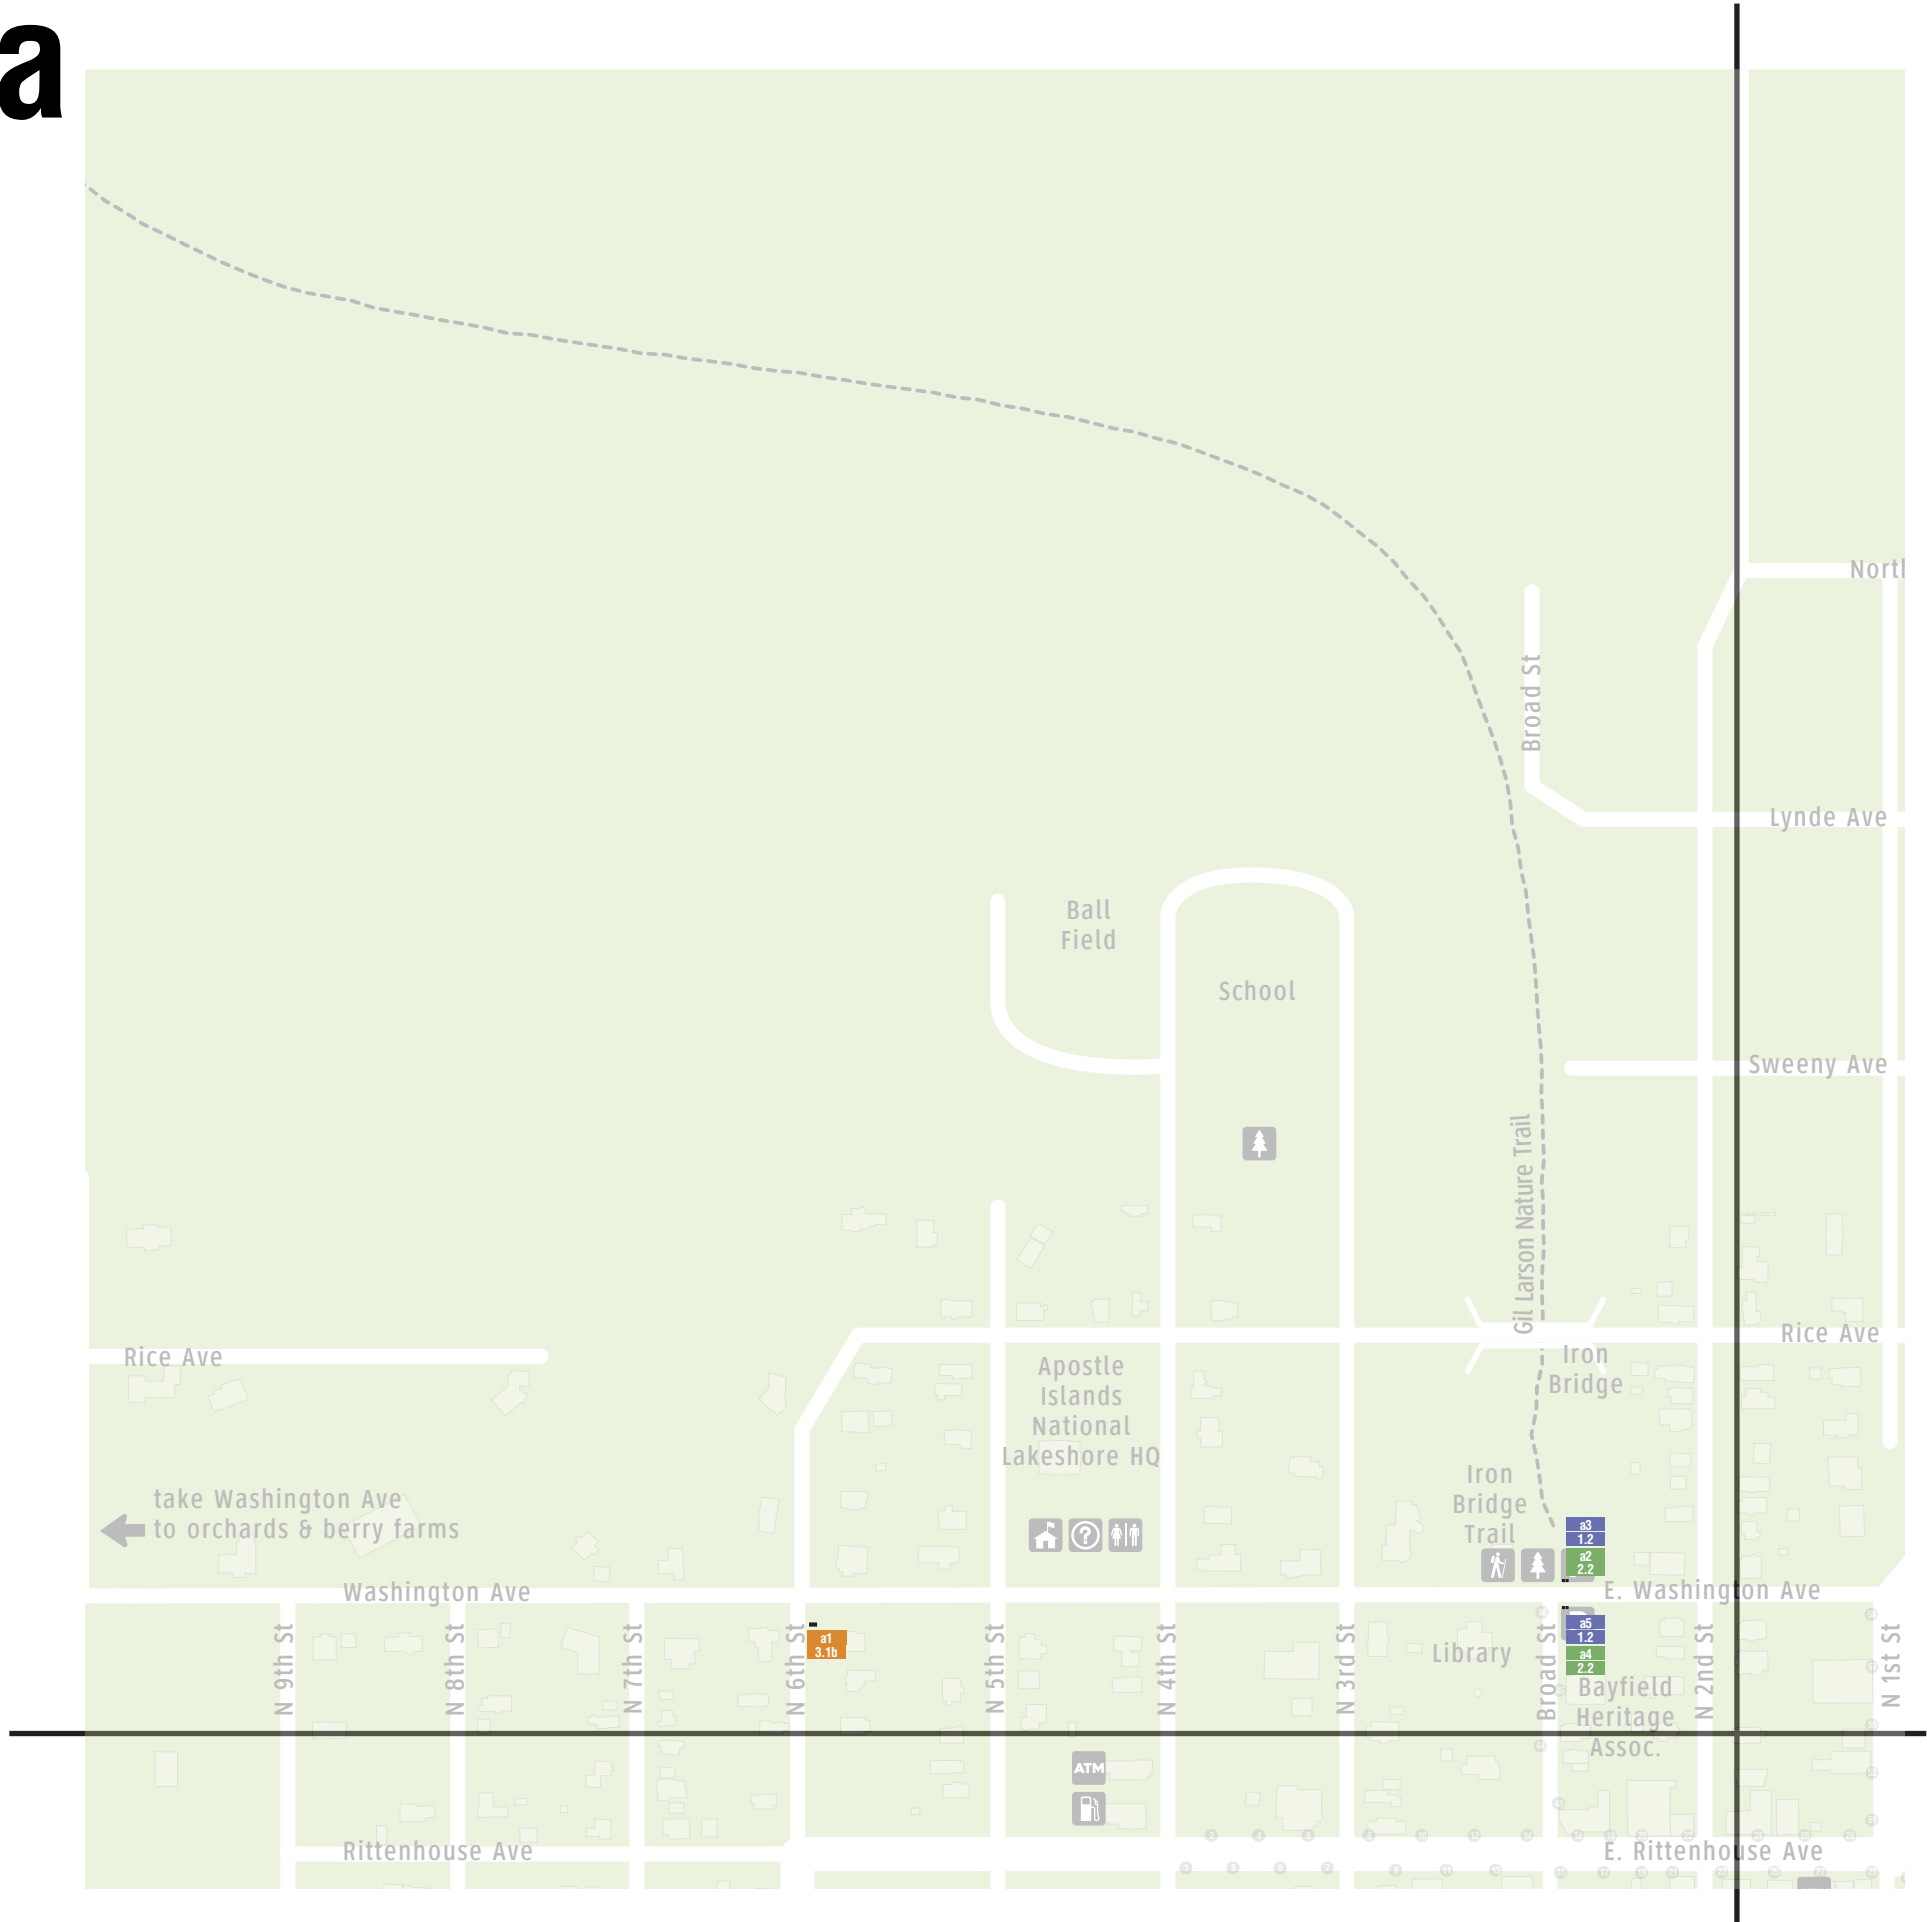 a
North
Broad St
Lynde Ave
Ball
Field
School
Sweeny Ave
Gil Larson Nature Trail
Rice Ave
Rice Ave
Iron
Bridge
Apostle
Islands
National
Lakeshore HQ
Iron
Bridge
Trail
take Washington Ave
to orchards & berry farms
?
a3
1.2
a2
2.2
Washington Ave
E. Washington Ave
N 9th St
N 8th St
N 7th St
N 6th St
a1
3.1b
N 5th St
N 4th St
N 3rd St
Library
Broad St
a5
1.2
a4
2.2
N 2nd St
N 1st St
Bayfield
Heritage
Assoc.
ATM
Rittenhouse Ave
E. Rittenhouse Ave